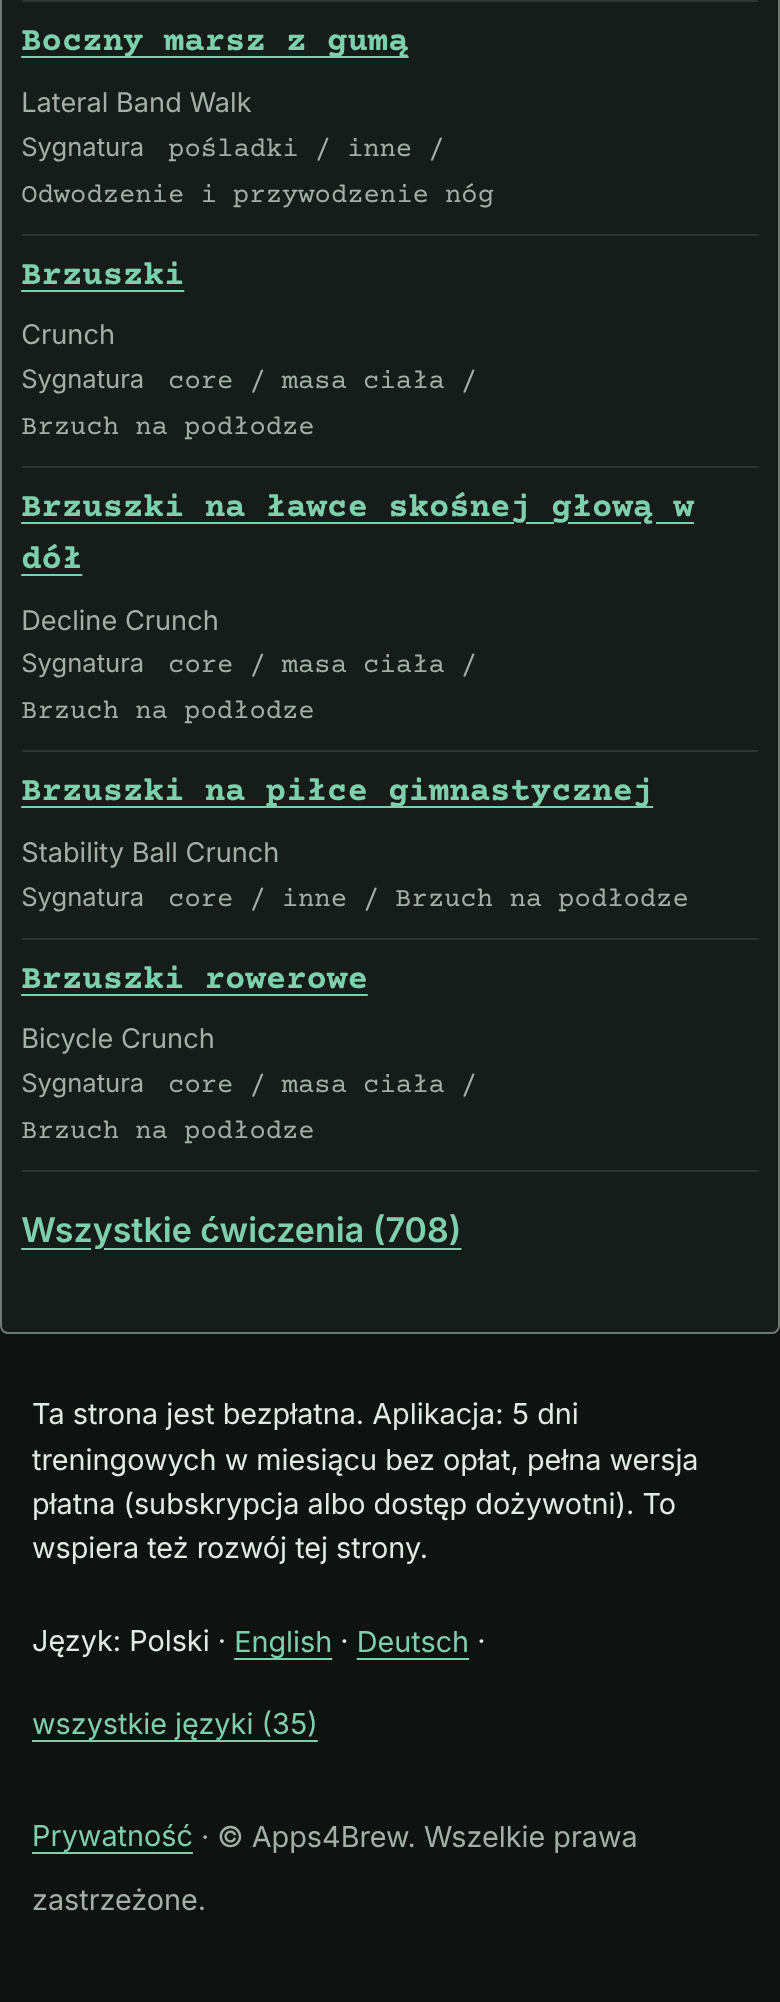 Boczny marsz z gumą
Lateral Band Walk
Sygnatura pośladki / inne /
Odwodzenie i przywodzenie nóg
Brzuszki
Crunch
Sygnatura core / masa ciała /
Brzuch na podłodze
Brzuszki na ławce skośnej głową w
dół
Decline Crunch
Sygnatura core / masa ciała /
Brzuch na podłodze
Brzuszki na piłce gimnastycznej
Stability Ball Crunch
Sygnatura core / inne / Brzuch na podłodze
Brzuszki rowerowe
Bicycle Crunch
Sygnatura core / masa ciała /
Brzuch na podłodze
Wszystkie ćwiczenia (708)
Ta strona jest bezpłatna. Aplikacja: 5 dni
treningowych w miesiącu bez opłat, pełna wersja
płatna (subskrypcja albo dostęp dożywotni). To
wspiera też rozwój tej strony.
Język: Polski · English · Deutsch ·
wszystkie języki (35)
Prywatność · © Apps4Brew. Wszelkie prawa
zastrzeżone.